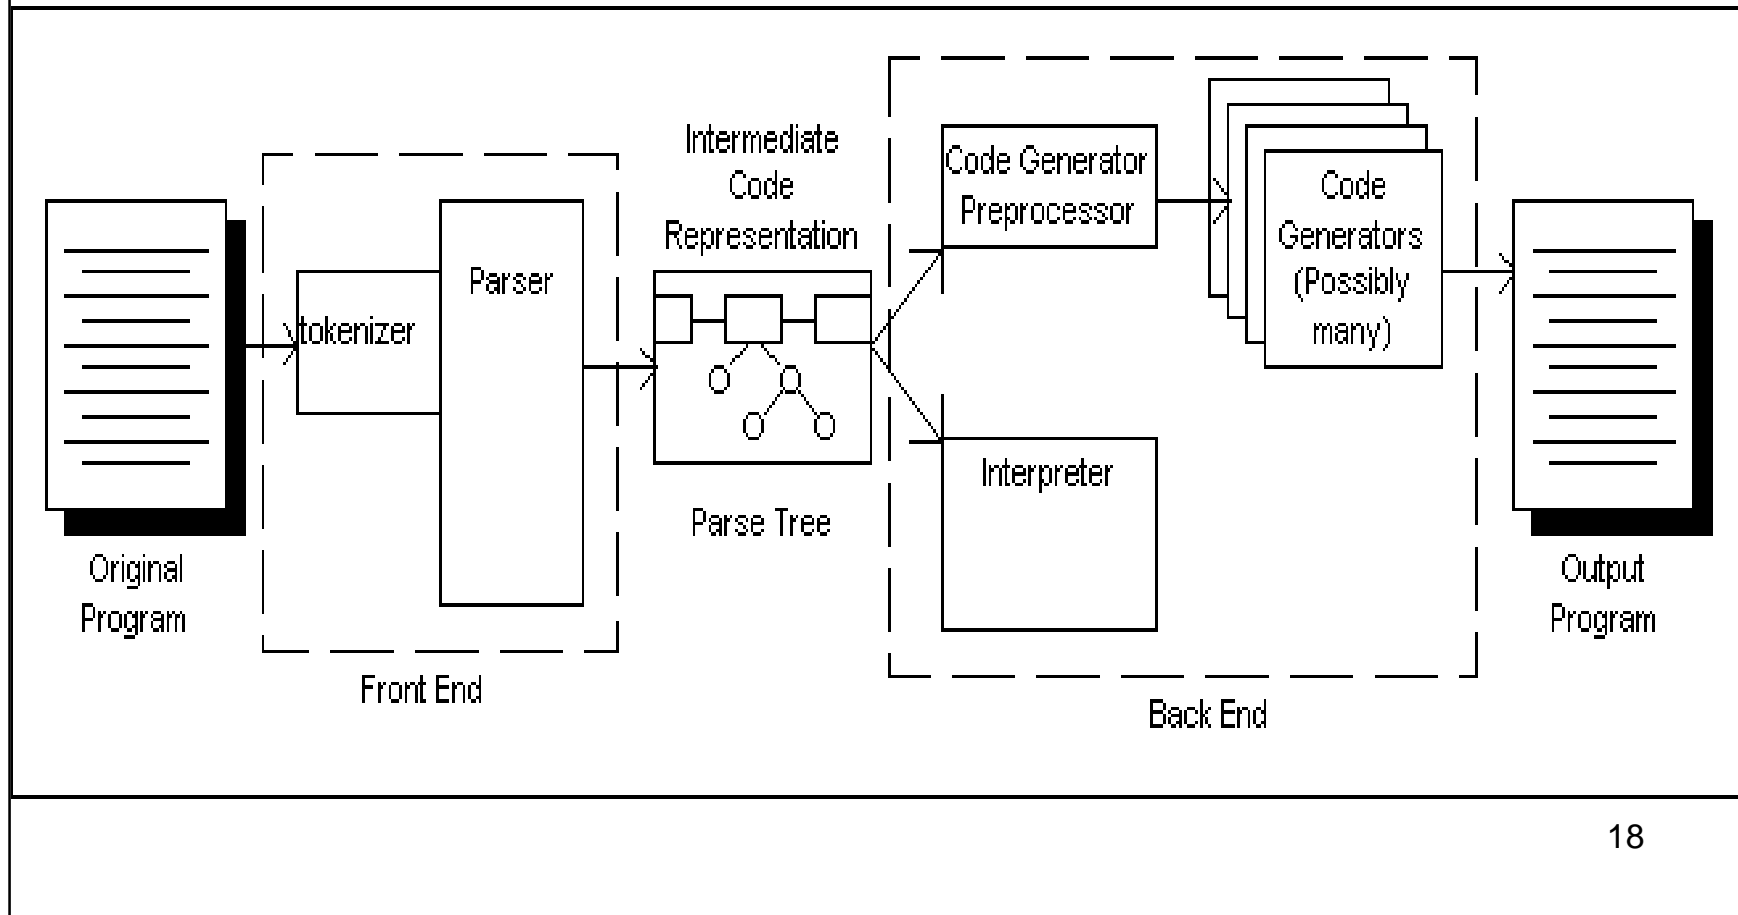 Original
Program
tokenizer
Parser
Front End
Intermediate
Code
Representation
Parse Tree
Code Generator
Preprocessor
Interpreter
Code
Generators
(Possibly
many)
Back End
Output
Program
18